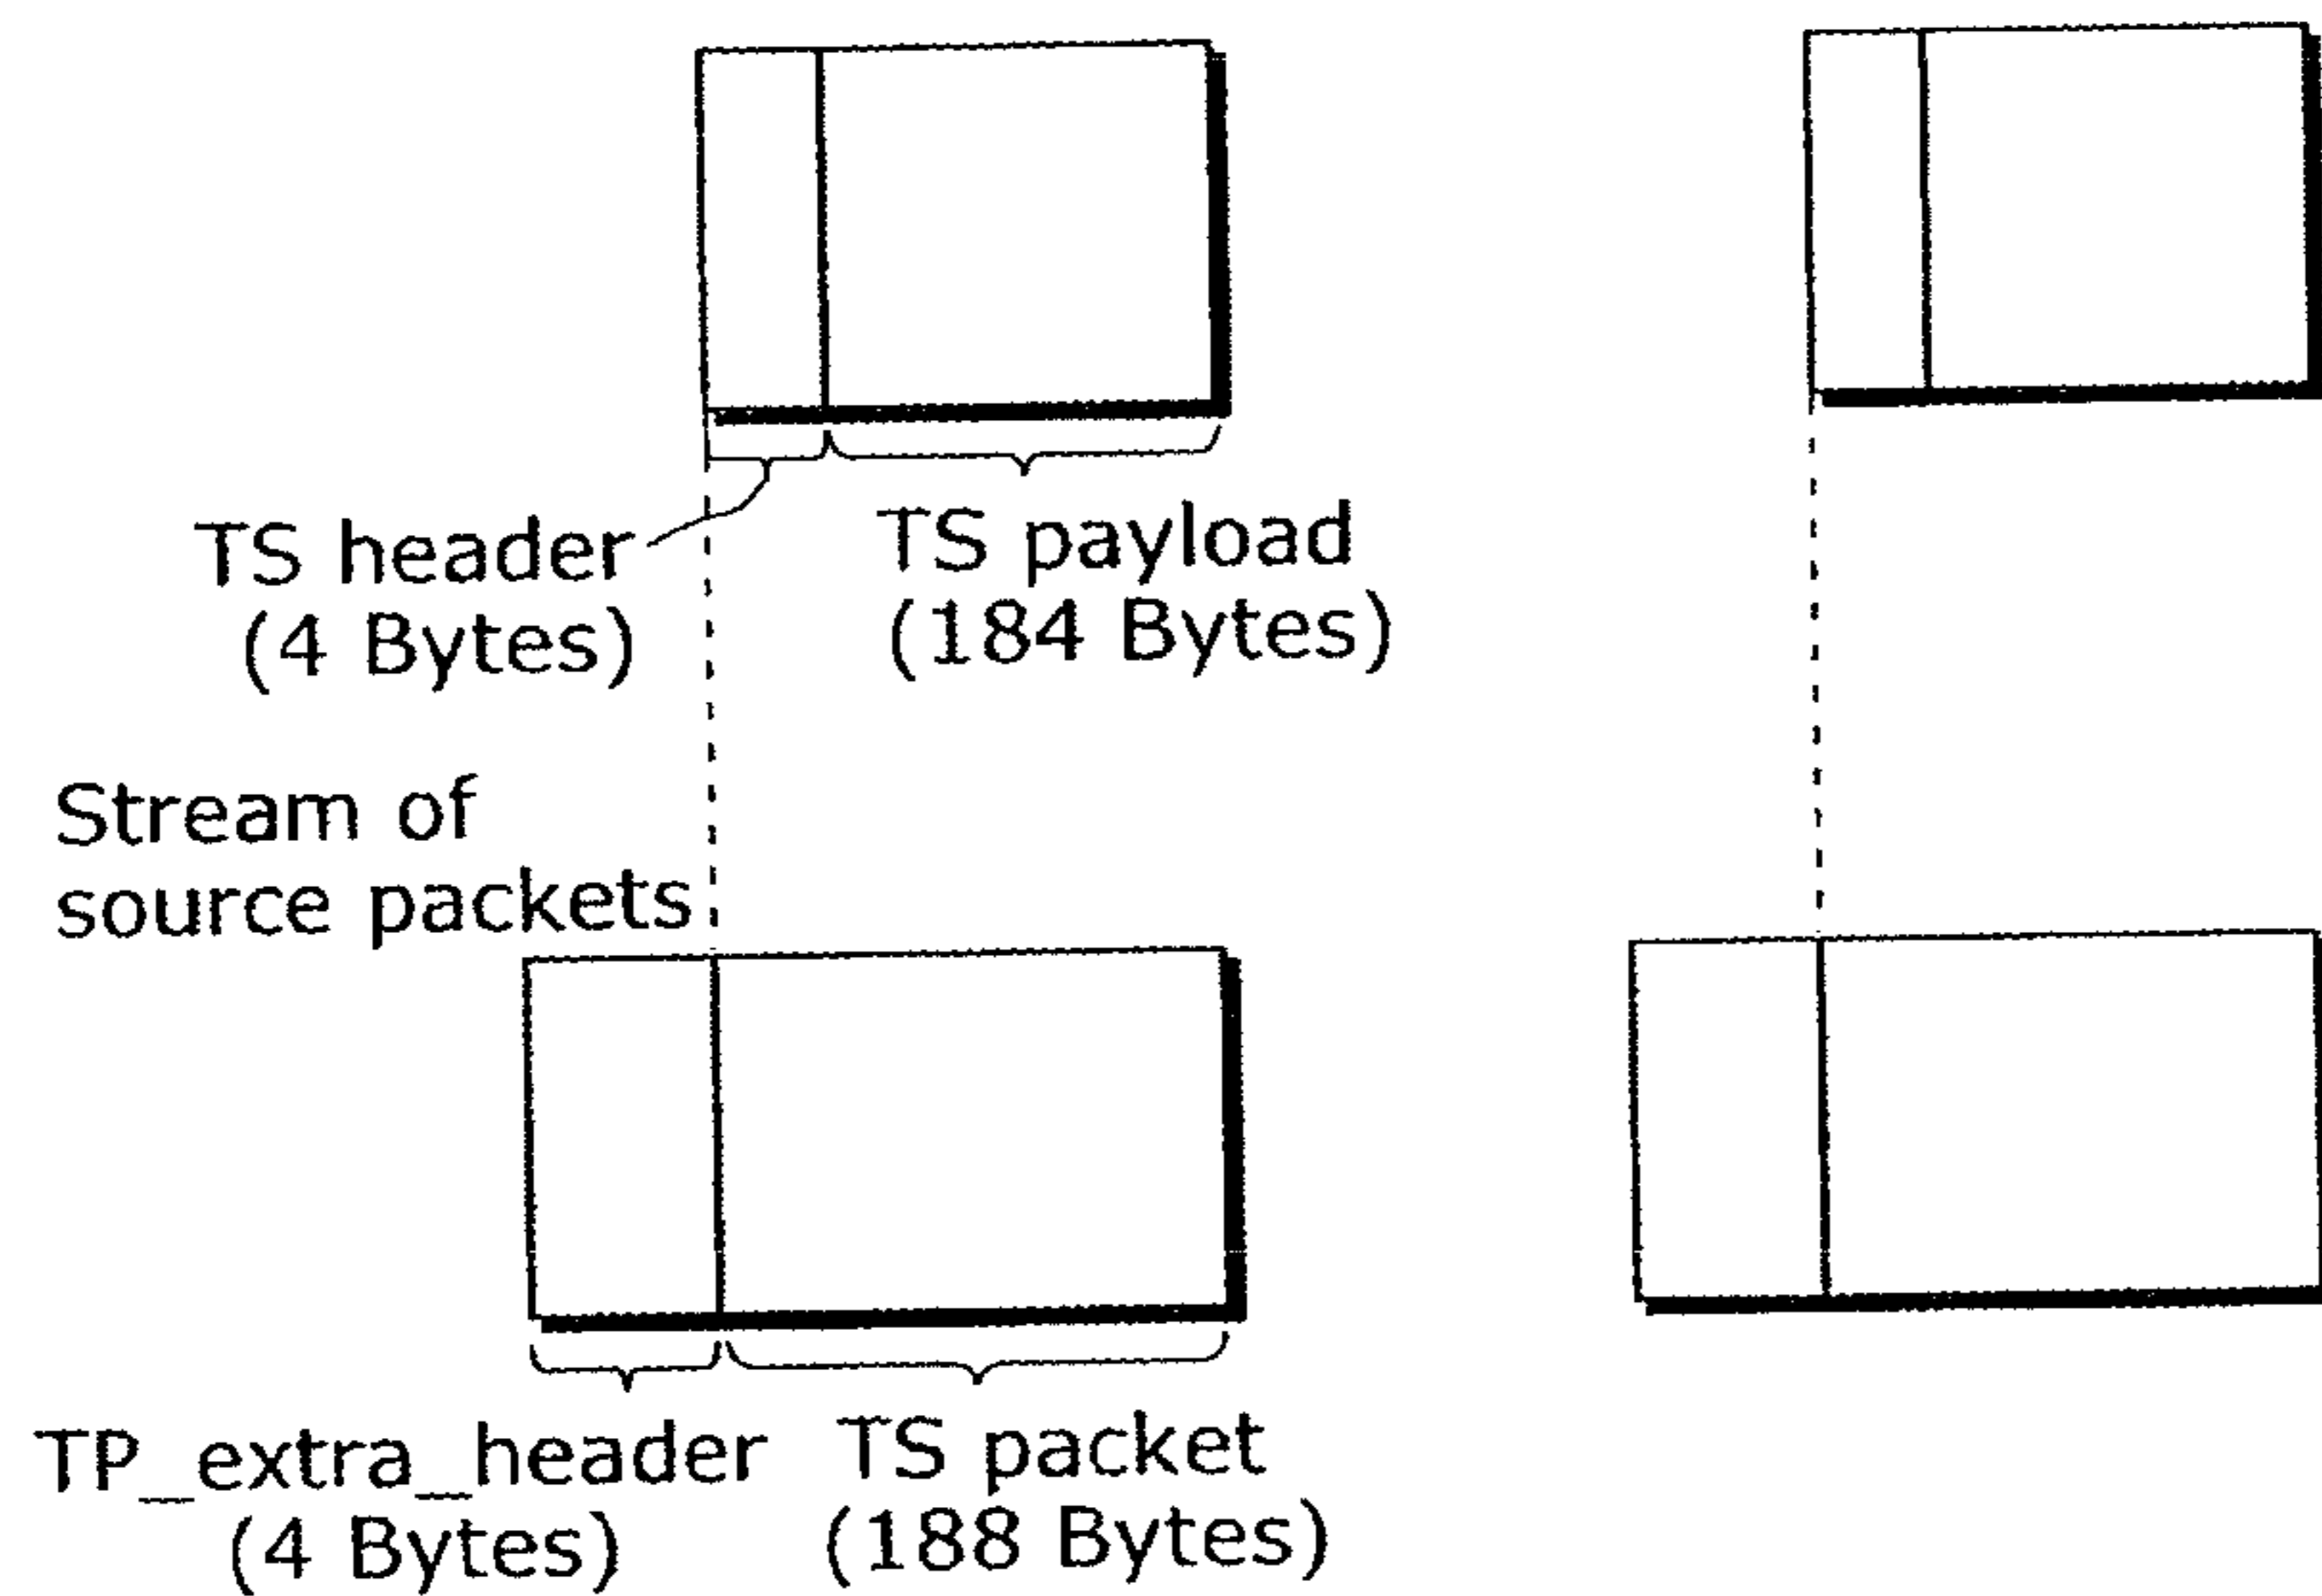 TS header
(4 Bytes)
TS payload
(184 Bytes)
Stream of
source packets
TP_extra_header
(4 Bytes)
TS packet
(188 Bytes)